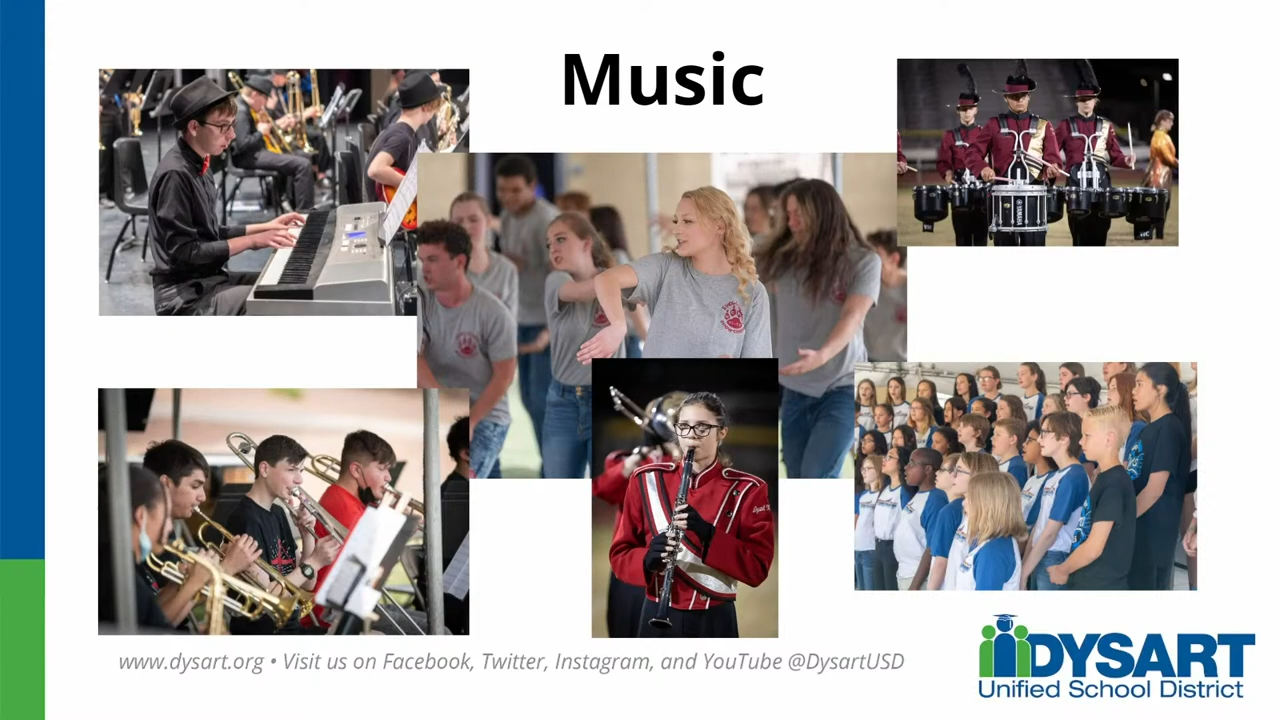 Music
www.dysart.org • Visit us on Facebook, Twitter, Instagram, and YouTube @DysartUSD
DYSART
Unified School District